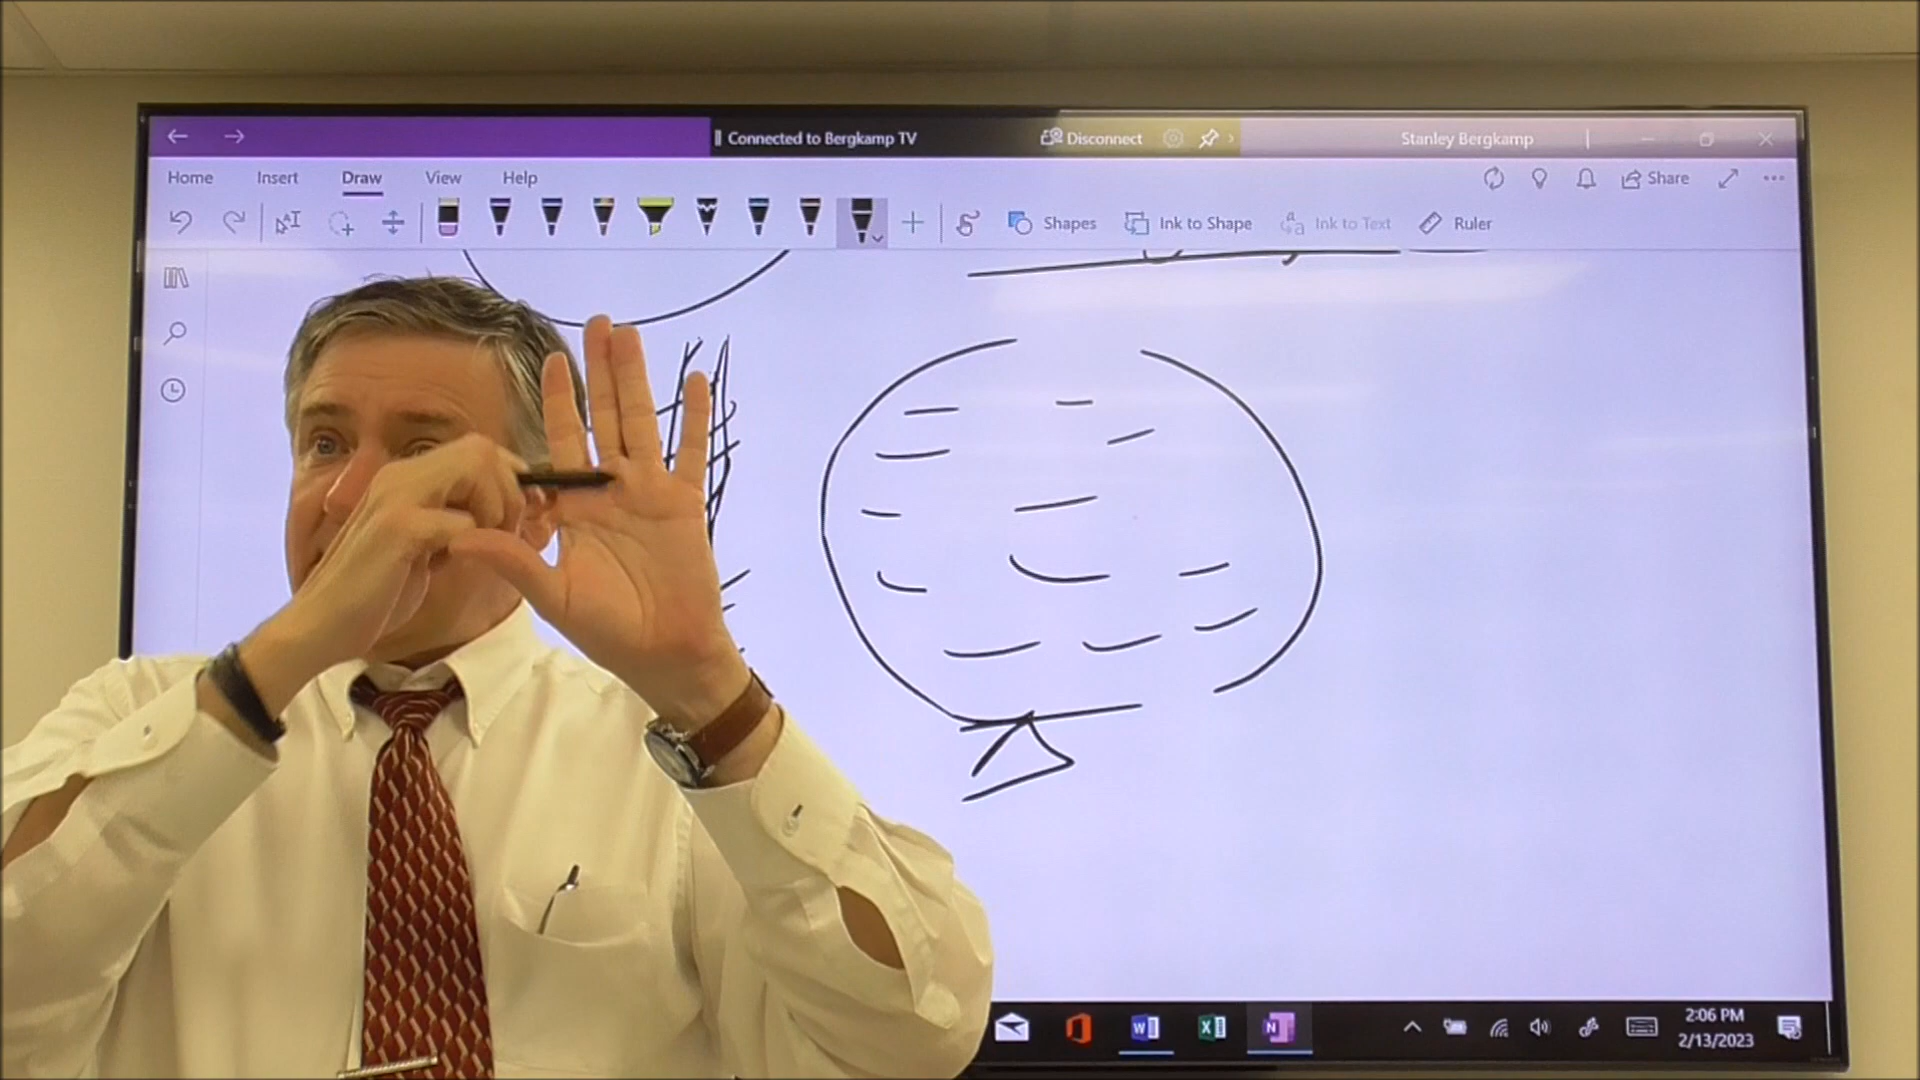 Connected to Bergkamp TV
Disconnect
Stanley Bergkamp
Home Insert Draw View Help
Share
Shapes Ink to Shape Ink to Text Ruler
2:06 PM
2/13/2023